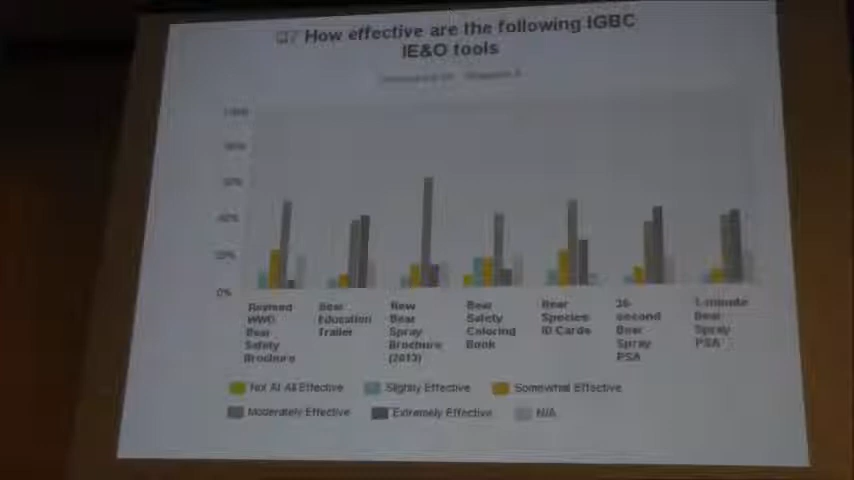 Q7 How effective are the following IGBC
IE&O tools
100%
80%
60%
40%
20%
0%
Revised
WWC
Bear
Safety
Brochure
Bear
Education
Trailer
New
Bear
Spray
Brochure
(2013)
Bear
Safety
Coloring
Book
Bear
Species
ID Cards
30-
second
Bear
Spray
PSA
1-minute
Bear
Spray
PSA
Not At All Effective
Slightly Effective
Somewhat Effective
Moderately Effective
Extremely Effective
N/A